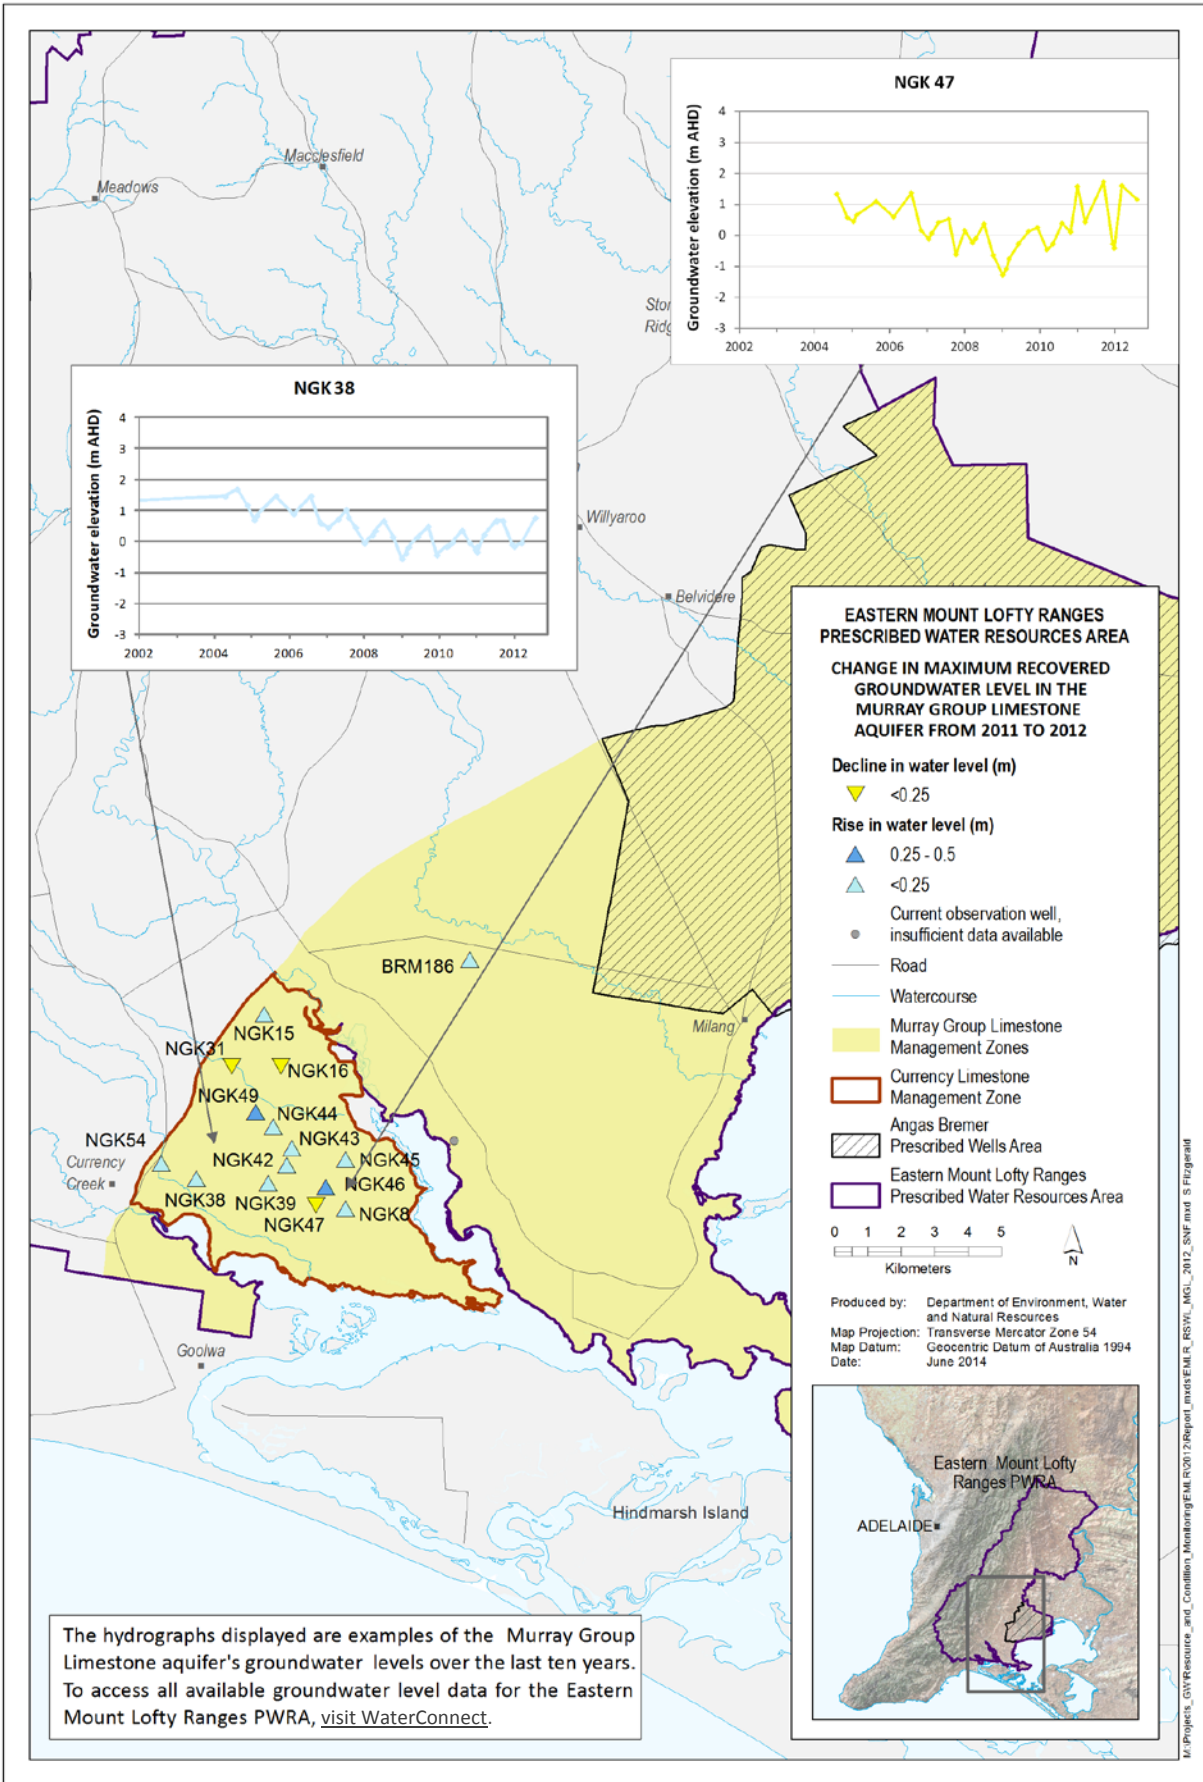 NGK 47
Groundwater elevation (m AHD)
4
3
2
1
0
-1
-2
-3
2002 2004 2006 2008 2010 2012
Macclesfield
Meadows
NGK 38
Groundwater elevation (m AHD)
4
3
2
1
0
-1
-2
-3
2002 2004 2006 2008 2010 2012
Willyaroo
Belvidere
EASTERN MOUNT LOFTY RANGES
PRESCRIBED WATER RESOURCES AREA
CHANGE IN MAXIMUM RECOVERED
GROUNDWATER LEVEL IN THE
MURRAY GROUP LIMESTONE
AQUIFER FROM 2011 TO 2012
Decline in water level (m)
<0.25
Rise in water level (m)
0.25 - 0.5
<0.25
Current observation well,
insufficient data available
Road
Watercourse
Murray Group Limestone
Management Zones
Currency Limestone
Management Zone
Angas Bremer
Prescribed Wells Area
Eastern Mount Lofty Ranges
Prescribed Water Resources Area
0 1 2 3 4 5
Kilometers
N
Produced by: Department of Environment, Water
and Natural Resources
Map Projection: Transverse Mercator Zone 54
Map Datum: Geocentric Datum of Australia 1994
Date: June 2014
BRM186
Milang
NGK15
NGK31
NGK16
NGK49
NGK44
NGK43
NGK54
NGK42
NGK45
Currency
Creek
NGK38
NGK39
NGK46
NGK47
NGK8
Goolwa
Hindmarsh Island
Eastern Mount Lofty
Ranges PWRA
ADELAIDE
The hydrographs displayed are examples of the Murray Group
Limestone aquifer's groundwater levels over the last ten years.
To access all available groundwater level data for the Eastern
Mount Lofty Ranges PWRA, visit WaterConnect.
M:\Projects_GW\Resource_and_Condition_Monitoring\EMLR\2012\Report_mxds\EMLR_RSWL_MGL_2012_SNF.mxd S Fitzgerald